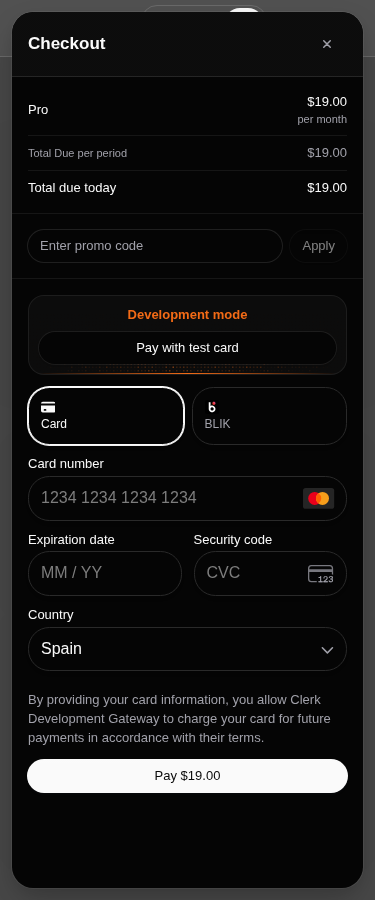 Checkout
Pro
$19.00
per month
Total Due per period
$19.00
Total due today
$19.00
Enter promo code
Apply
Development mode
Pay with test card
Card
BLIK
Card number
1234 1234 1234 1234
Expiration date
Security code
MM / YY
CVC
123
Country
Spain
By providing your card information, you allow Clerk
Development Gateway to charge your card for future
payments in accordance with their terms.
Pay $19.00